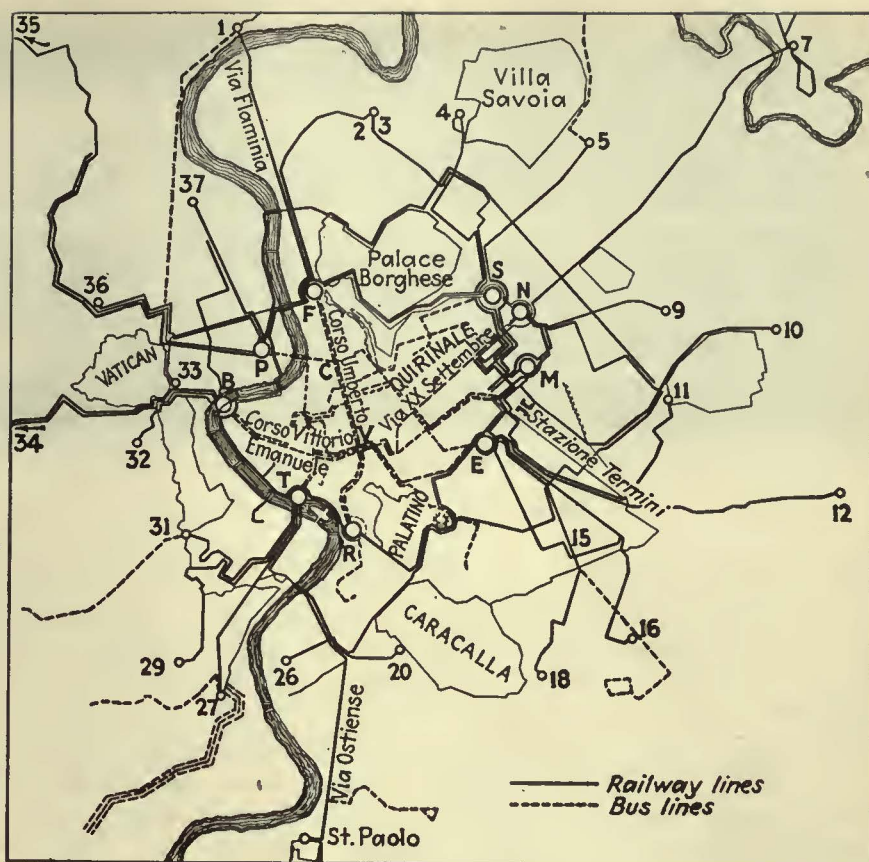 35
1
7
Via Flaminia
Villa
Savoia
2
3
4
5
37
Palace
Borghese
S
N
36
F
9
10
Corso Umberto
QUIRINALE
Via XX Settembre
VATICAN
P
C
M
33
B
11
34
Corso Vittorio
Emanuele
Stazione Termini
32
V
E
T
PALATINO
12
31
R
15
CARACALLA
16
29
26
20
18
27
Via Ostiense
Railway lines
Bus lines
St. Paolo